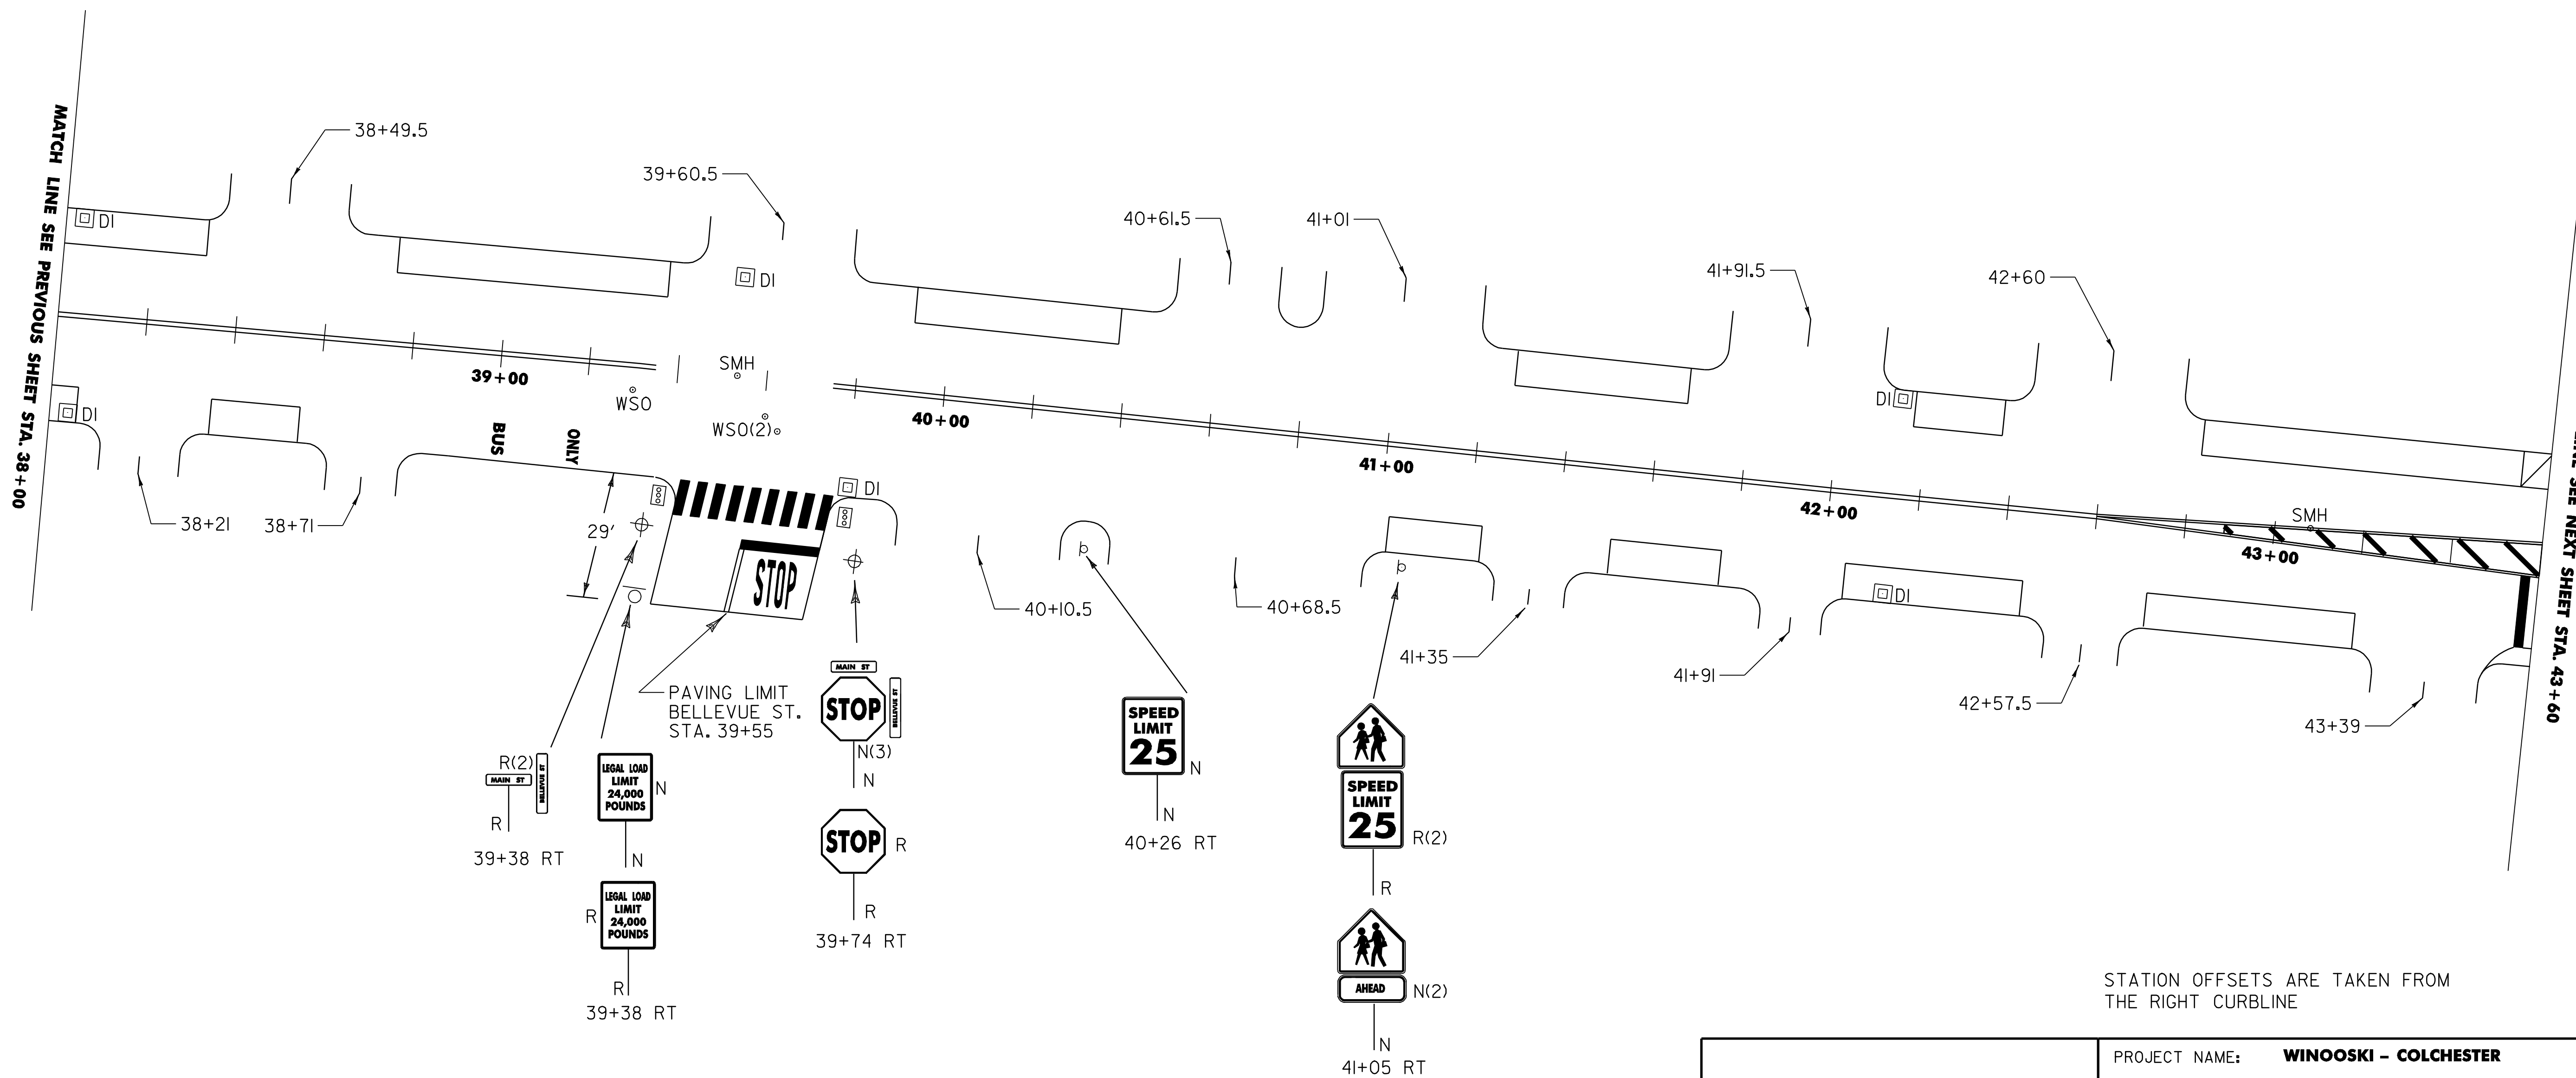 MATCH LINE SEE PREVIOUS SHEET STA. 38+00
38+49.5
39+60.5
40+61.5
41+01
41+91.5
42+60
DI
DI
DI
DI
SMH
WSO
WSO(2)
39+00
40+00
41+00
42+00
43+00
SMH
BUS
ONLY
DI
DI
29'
STOP
38+21
38+71
40+10.5
40+68.5
41+35
41+91
42+57.5
43+39
PAVING LIMIT
BELLEVUE ST.
STA. 39+55
R(2)
MAIN ST
BELLEVUE ST
R
39+38 RT
LEGAL LOAD
LIMIT
24,000
POUNDS
N
N
LEGAL LOAD
LIMIT
24,000
POUNDS
R
R
39+38 RT
MAIN ST
STOP
BELLEVUE ST
N(3)
N
STOP
R
R
39+74 RT
SPEED
LIMIT
25
N
N
40+26 RT
SPEED
LIMIT
25
R(2)
R
AHEAD
N(2)
N
41+05 RT
SEE NEXT SHEET STA. 43+60
STATION OFFSETS ARE TAKEN FROM
THE RIGHT CURBLINE
PROJECT NAME: WINOOSKI - COLCHESTER